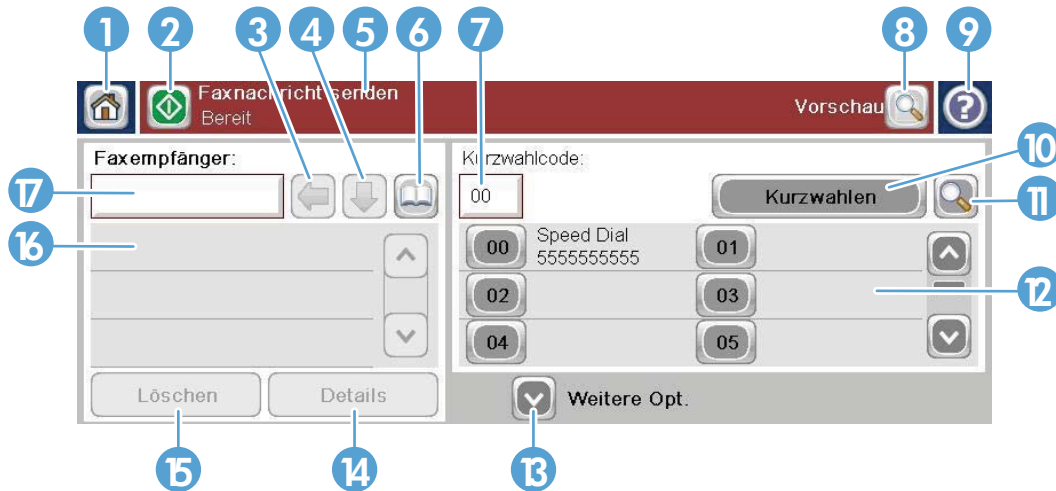 1 2 3 4 5 6 7 8 9
Faxnachricht senden
Bereit
Vorschau
Faxempfänger:
Kurzwahlcode:
10
17
00
Kurzwahlen
11
16
00 Speed Dial 01
5555555555
12
02 03
04 05
Löschen Details
Weitere Opt.
15 14 13